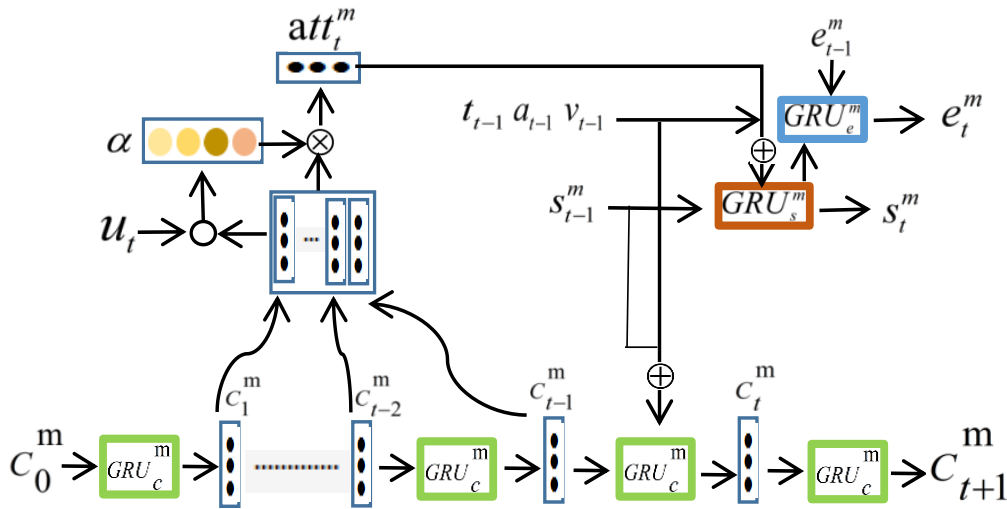 att_t^m
e_{t-1}^m
α
t_{t-1} a_{t-1} v_{t-1}
GRU_e^m
e_t^m
u_t
...
s_{t-1}^m
GRU_s^m
s_t^m
C_1^m
C_{t-2}^m
C_{t-1}^m
C_t^m
C_0^m
GRU_c^m
GRU_c^m
GRU_c^m
GRU_c^m
C_{t+1}^m